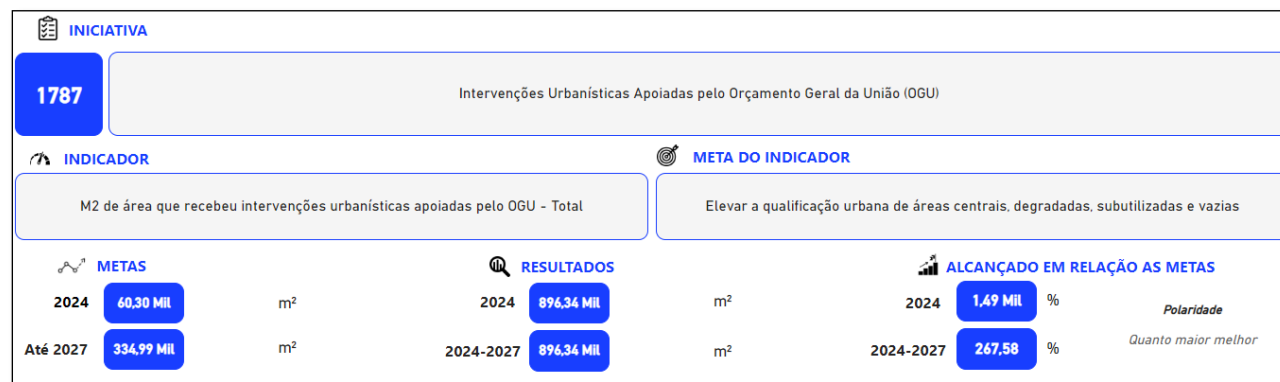 INICIATIVA
1787
Intervenções Urbanísticas Apoiadas pelo Orçamento Geral da União (OGU)
INDICADOR
META DO INDICADOR
M2 de área que recebeu intervenções urbanísticas apoiadas pelo OGU - Total
Elevar a qualificação urbana de áreas centrais, degradadas, subutilizadas e vazias
METAS
RESULTADOS
ALCANÇADO EM RELAÇÃO AS METAS
2024 60,30 Mil m² 2024 896,34 Mil m² 2024 1,49 Mil % Polaridade
Até 2027 334,99 Mil m² 2024-2027 896,34 Mil m² 2024-2027 267,58 % Quanto maior melhor